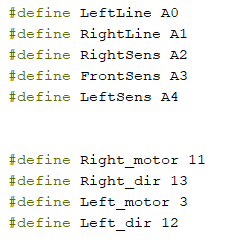 #define LeftLine A0
#define RightLine A1
#define RightSens A2
#define FrontSens A3
#define LeftSens A4
#define Right_motor 11
#define Right_dir 13
#define Left_motor 3
#define Left_dir 12